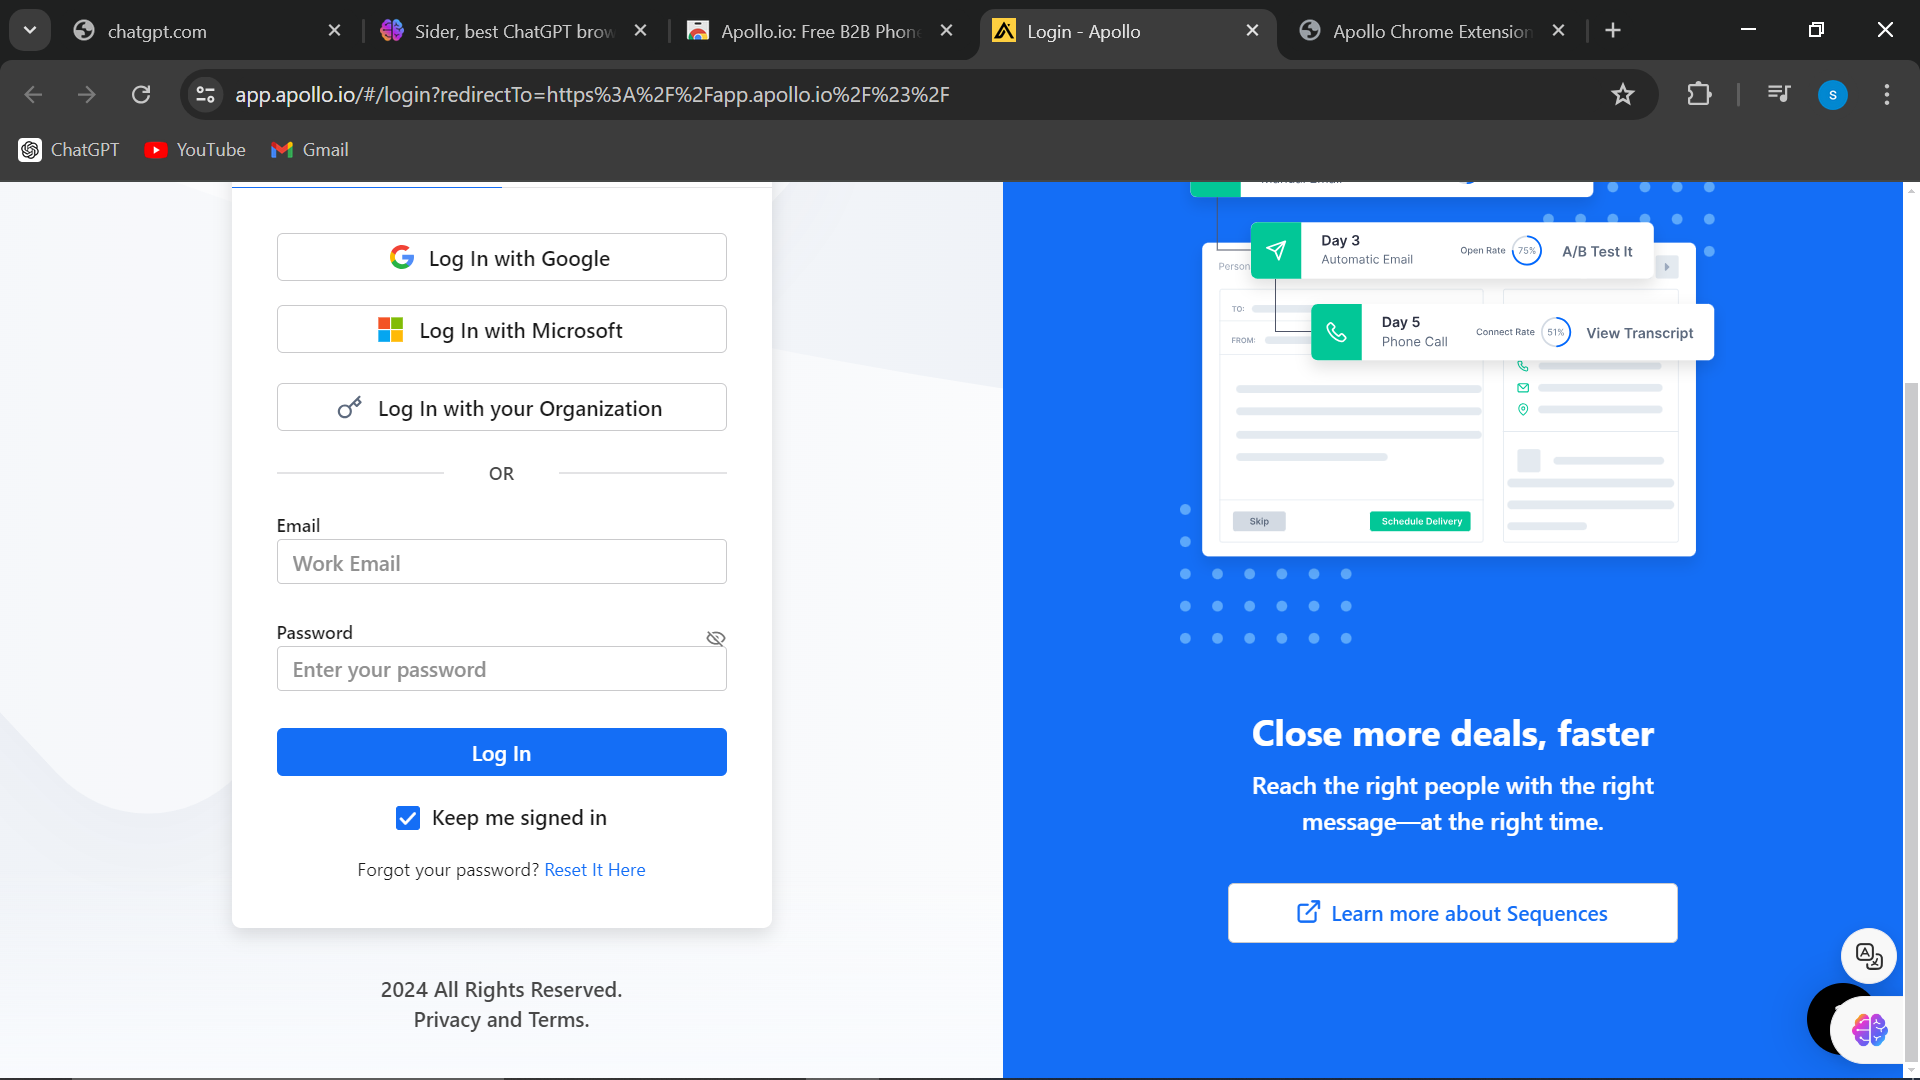 chatgpt.com
Sider, best ChatGPT brow
Apollo.io: Free B2B Phone
Login - Apollo
Apollo Chrome Extension
app.apollo.io/#/login?redirectTo=https%3A%2F%2Fapp.apollo.io%2F%23%2F
S
ChatGPT
YouTube
Gmail
Log In with Google
Log In with Microsoft
Log In with your Organization
OR
Email
Work Email
Password
Enter your password
Log In
Keep me signed in
Forgot your password? Reset It Here
2024 All Rights Reserved.
Privacy and Terms.
Day 3
Automatic Email
Open Rate
75%
A/B Test It
Person
TO:
FROM:
Day 5
Phone Call
Connect Rate
51%
View Transcript
Skip
Schedule Delivery
Close more deals, faster
Reach the right people with the right
message—at the right time.
Learn more about Sequences